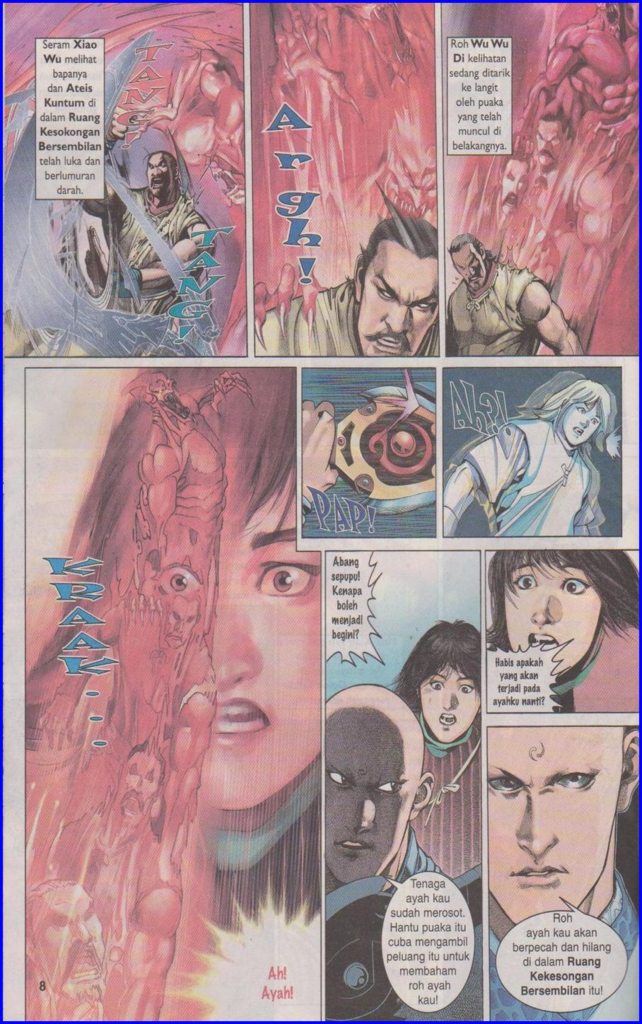 Seram Xiao
Wu melihat
bapanya
dan Ateis
Kuntum di
dalam Ruang
Kesokongan
Bersembilan
telah luka dan
berlumuran
darah.
TANG!
TANG!
Argh!
Roh Wu Wu
Di kelihatan
sedang ditarik
ke langit
oleh puaka
yang telah
muncul di
belakangnya.
KRAAK...
Ah!
Ayah!
PAP!
AH?!
Abang
sepupu!
Kenapa
boleh
menjadi
begini?
Tenaga
ayah kau
sudah merosot.
Hantu puaka itu
cuba mengambil
peluang itu untuk
membaham
roh ayah
kau!
Habis apakah
yang akan
terjadi pada
ayahku nanti?
Roh
ayah kau akan
berpecah dan hilang
di dalam Ruang
Kekesongan
Bersembilan itu!
8